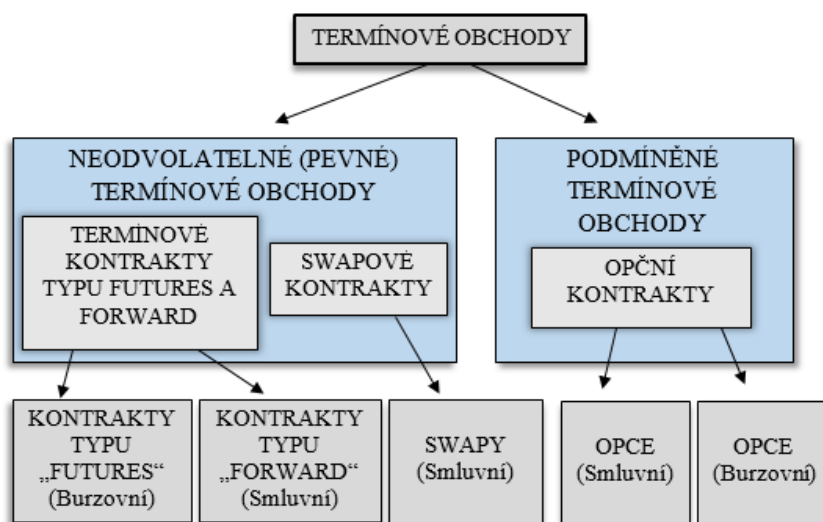 TERMÍNOVÉ OBCHODY
NEODVOLATELNÉ (PEVNÉ)
TERMÍNOVÉ OBCHODY
TERMÍNOVÉ
KONTRAKTY
TYPU FUTURES A
FORWARD
SWAPOVÉ
KONTRAKTY
PODMÍNĚNÉ
TERMÍNOVÉ
OBCHODY
OPČNÍ
KONTRAKTY
KONTRAKTY
TYPU
„FUTURES“
(Burzovní)
KONTRAKTY
TYPU
„FORWARD“
(Smluvní)
SWAPY
(Smluvní)
OPCE
(Smluvní)
OPCE
(Burzovní)